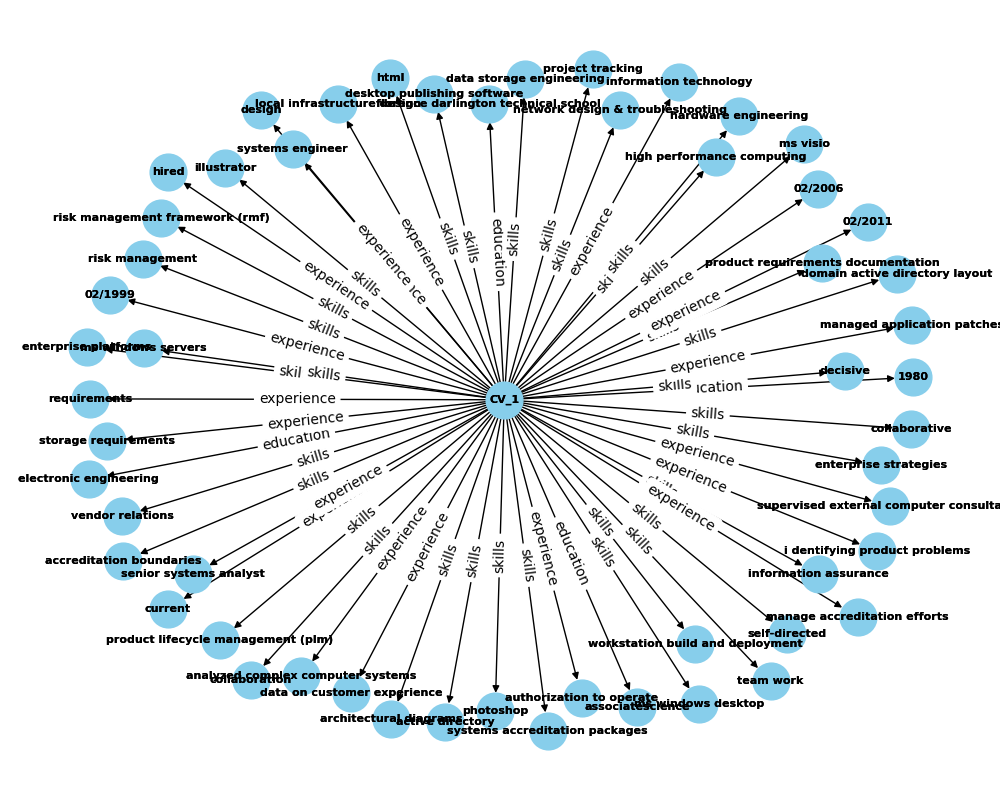 project tracking
html
data storage engineering
information technology
desktop publishing software
local infrastructure design
florence darlington technical school
design
network design & troubleshooting
hardware engineering
systems engineer
ms visio
high performance computing
illustrator
hired
02/2006
risk management framework (rmf)
02/2011
risk management
product requirements documentation
domain active directory layout
02/1999
managed application patches
enterprise platforms
ms windows servers
decisive
1980
requirements
CV_1
collaborative
storage requirements
enterprise strategies
electronic engineering
supervised external computer consulta
vendor relations
i dentifying product problems
accreditation boundaries
senior systems analyst
information assurance
current
manage accreditation efforts
self-directed
product lifecycle management (plm)
workstation build and deployment
analyzed complex computer systems
collaboration
team work
data on customer experience
authorization to operate
ms windows desktop
associatescience
photoshop
architectural diagrams
active directory
systems accreditation packages
experience
experience
skills
skills
education
skills
skills
skills
experience
skills
skills
skills
experience
skills
experience
experience
skills
skills
skills
experience
experience
skills
skills
experience
skills
experience
skills
experience
education
skills
experience
skills
experience
skills
experience
skills
skills
experience
skills
skills
experience
experience
skills
skills
skills
skills
experience
education
skills
skills